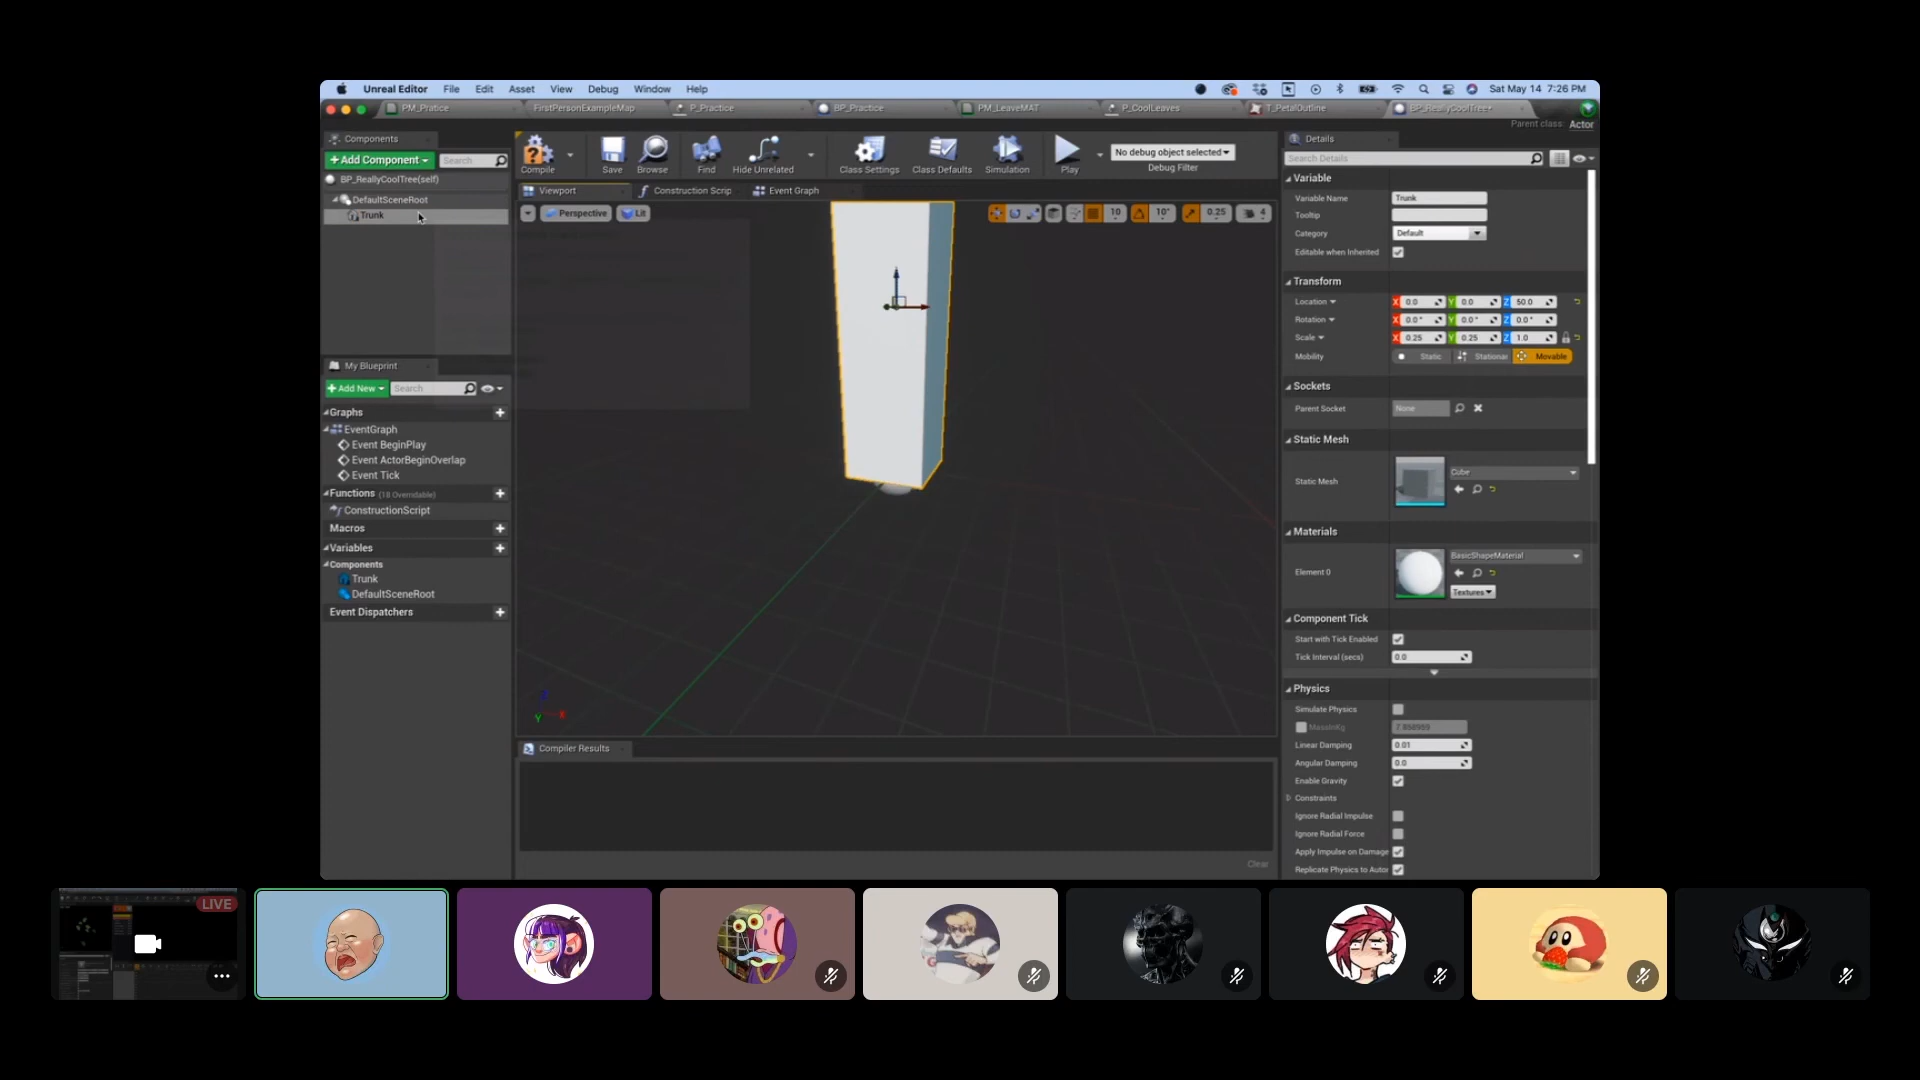 Unreal Editor File Edit Asset View Debug Window Help Sat May 14 7:26 PM
PM_Pratice FirstPersonExampleMap P_Practice BP_Practice PM_LeaveMAT P_CoolLeaves T_PetalOutline BP_ReallyCoolTree*
Parent class: Actor
Components
+Add Component Search
BP_ReallyCoolTree(self)
DefaultSceneRoot
Trunk
My Blueprint
+Add New Search
Graphs
EventGraph
Event BeginPlay
Event ActorBeginOverlap
Event Tick
Functions (18 Overridable)
ConstructionScript
Macros
Variables
Components
Trunk
DefaultSceneRoot
Event Dispatchers
Compile Save Browse Find Hide Unrelated Class Settings Class Defaults Simulation Play
No debug object selected
Debug Filter
Viewport Construction Scrip Event Graph
Perspective Lit 10 10° 0.25 4
Z
Y X
Compiler Results
Clear
Details
Search Details
Variable
Variable Name Trunk
Tooltip
Category Default
Editable when Inherited
Transform
Location X 0.0 Y 0.0 Z 50.0
Rotation X 0.0° Y 0.0° Z 0.0°
Scale X 0.25 Y 0.25 Z 1.0
Mobility Static Stationar Movable
Sockets
Parent Socket None
Static Mesh
Static Mesh Cube
Materials
Element 0 BasicShapeMaterial
Textures
Component Tick
Start with Tick Enabled
Tick Interval (secs) 0.0
Physics
Simulate Physics
MassInKg
Linear Damping 0.01
Angular Damping 0.0
Enable Gravity
Constraints
Ignore Radial Impulse
Ignore Radial Force
Apply Impulse on Damage
Replicate Physics to Auton
LIVE